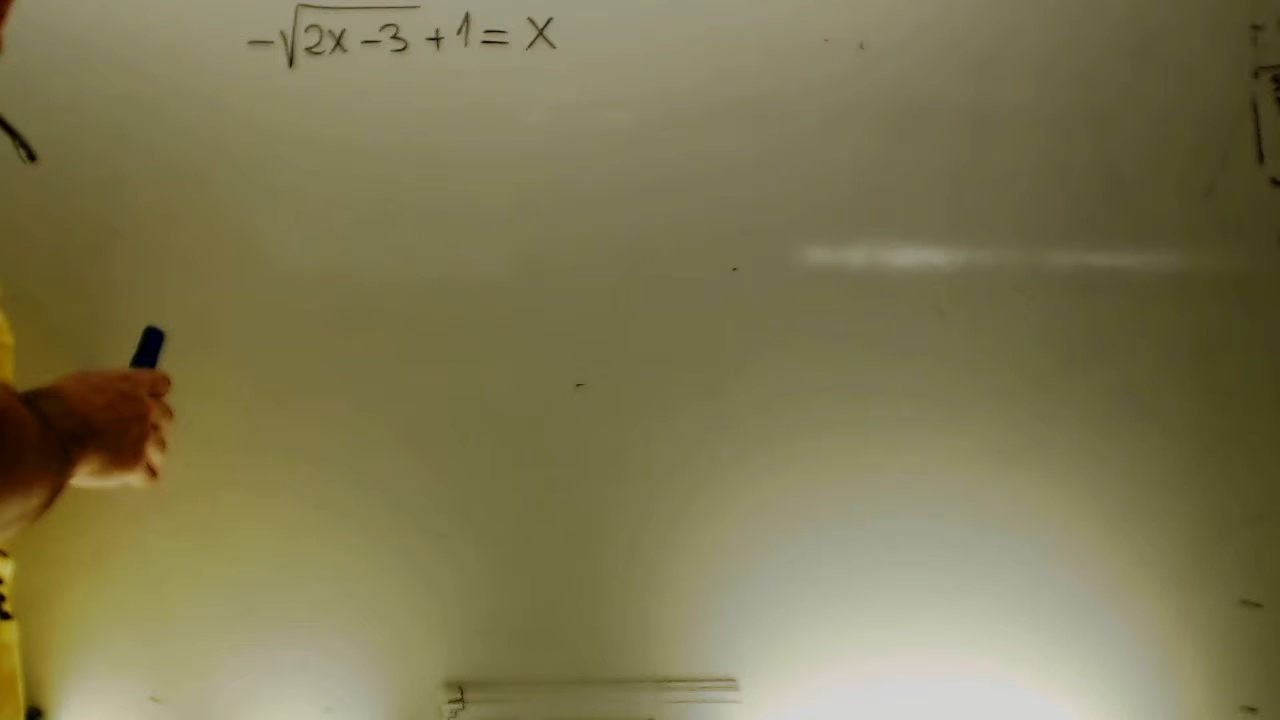 -√(2x-3) + 1 = x